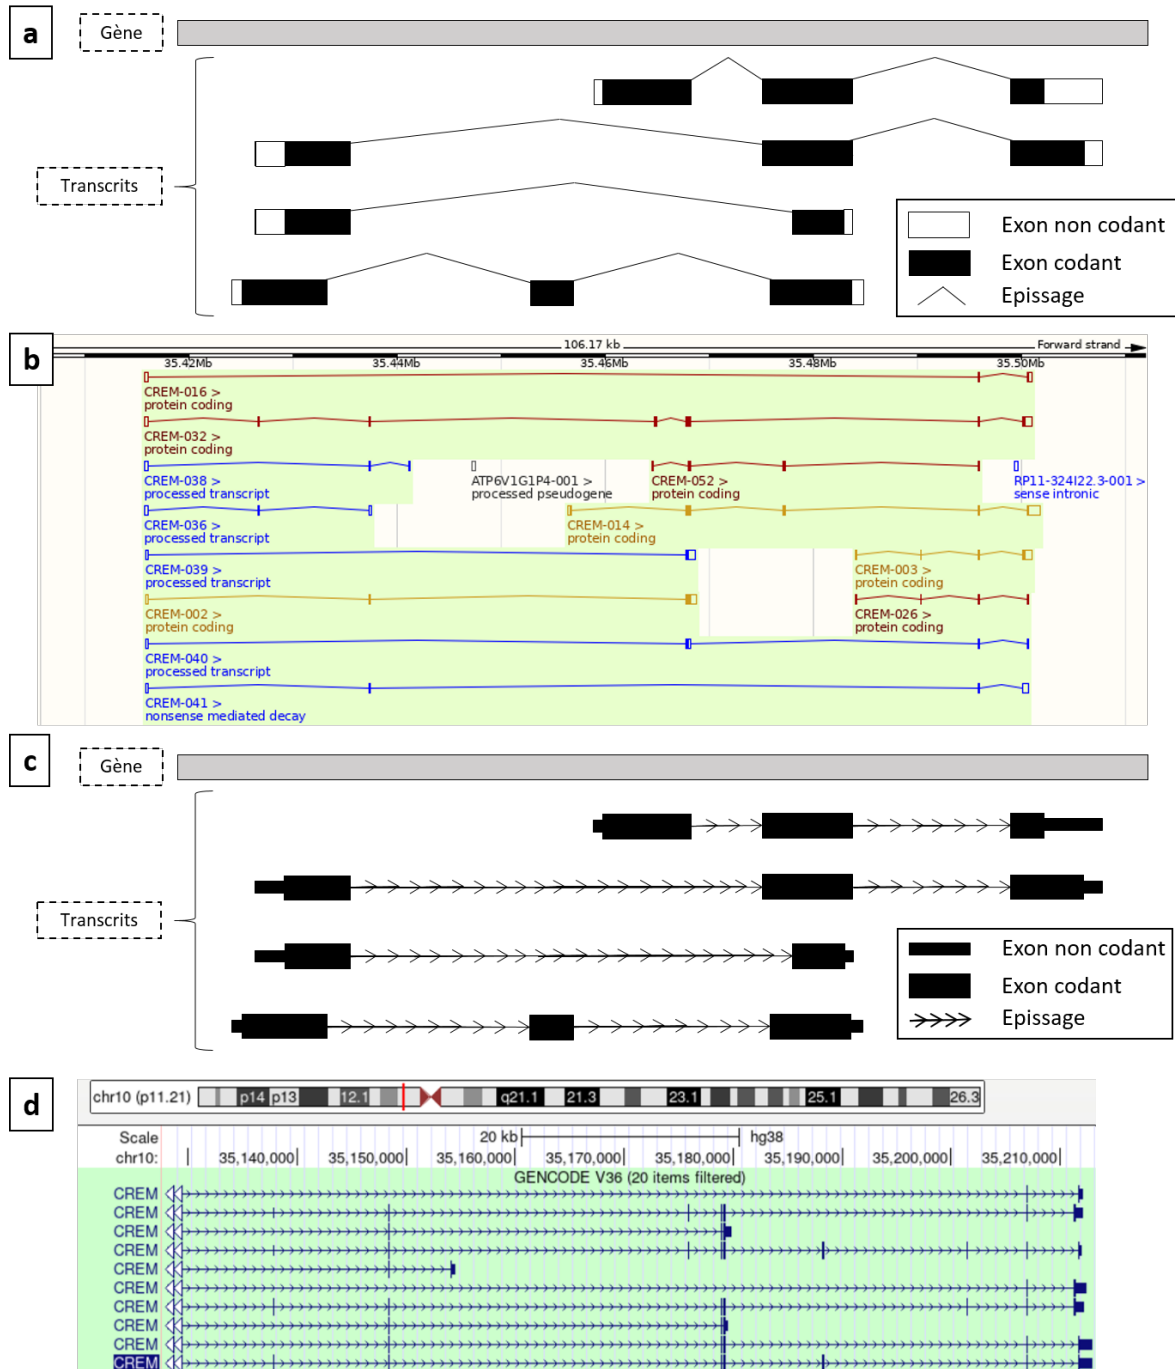 a
Gène
Transcrits
Exon non codant
Exon codant
Epissage
b
106.17 kb
Forward strand
35.42Mb 35.44Mb 35.46Mb 35.48Mb 35.50Mb
CREM-016 >
protein coding
CREM-032 >
protein coding
CREM-038 > ATP6V1G1P4-001 > CREM-052 > RP11-324I22.3-001 >
processed transcript processed pseudogene protein coding sense intronic
CREM-036 > CREM-014 >
processed transcript protein coding
CREM-039 > CREM-003 >
processed transcript protein coding
CREM-002 > CREM-026 >
protein coding protein coding
CREM-040 >
processed transcript
CREM-041 >
nonsense mediated decay
c
Gène
Transcrits
Exon non codant
Exon codant
Epissage
d
chr10 (p11.21) p14 p13 12.1 q21.1 21.3 23.1 25.1 26.3
Scale 20 kb hg38
chr10: 35,140,000 35,150,000 35,160,000 35,170,000 35,180,000 35,190,000 35,200,000 35,210,000
GENCODE V36 (20 items filtered)
CREM
CREM
CREM
CREM
CREM
CREM
CREM
CREM
CREM
CREM